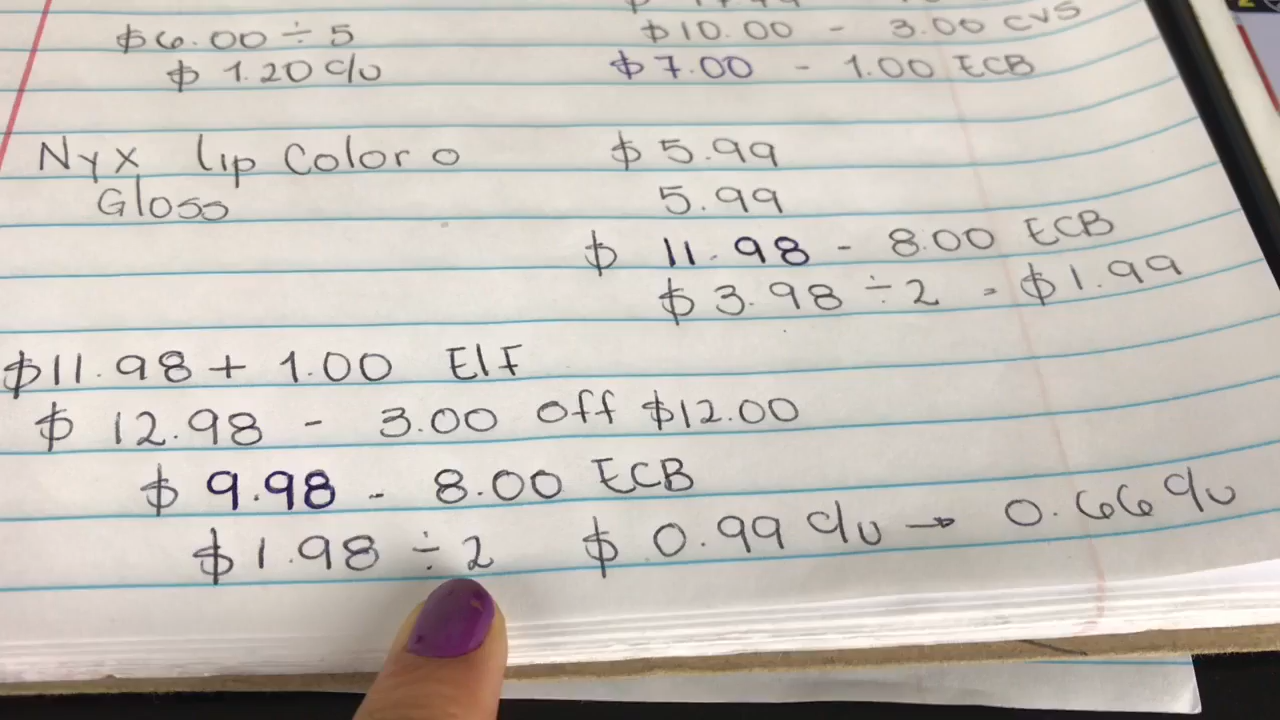 $6.00 ÷ 5
$10.00 - 3.00 CVS
$ 1.20 c/u
$7.00 - 1.00 ECB
Nyx lip Color o
$ 5.99
Gloss
5.99
$ 11.98 - 8.00 ECB
$ 3.98 ÷ 2 = $1.99
$11.98 + 1.00 ElF
$ 12.98 - 3.00 off $12.00
$ 9.98 - 8.00 ECB
$ 1.98 ÷ 2 $ 0.99 c/u → 0.66 c/u